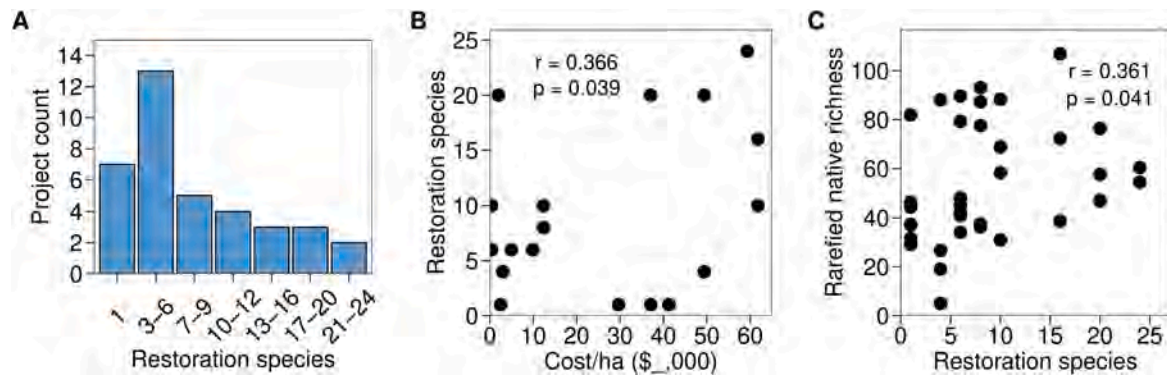 A
Project count
14
12
10
8
6
4
2
0
1
3–6
7–9
10–12
13–16
17–20
21–24
Restoration species
B
Restoration species
25
20
15
10
5
0
r = 0.366
p = 0.039
0 10 20 30 40 50 60
Cost/ha ($_,000)
C
Rarefied native richness
100
80
60
40
20
0
r = 0.361
p = 0.041
0 5 10 15 20 25
Restoration species